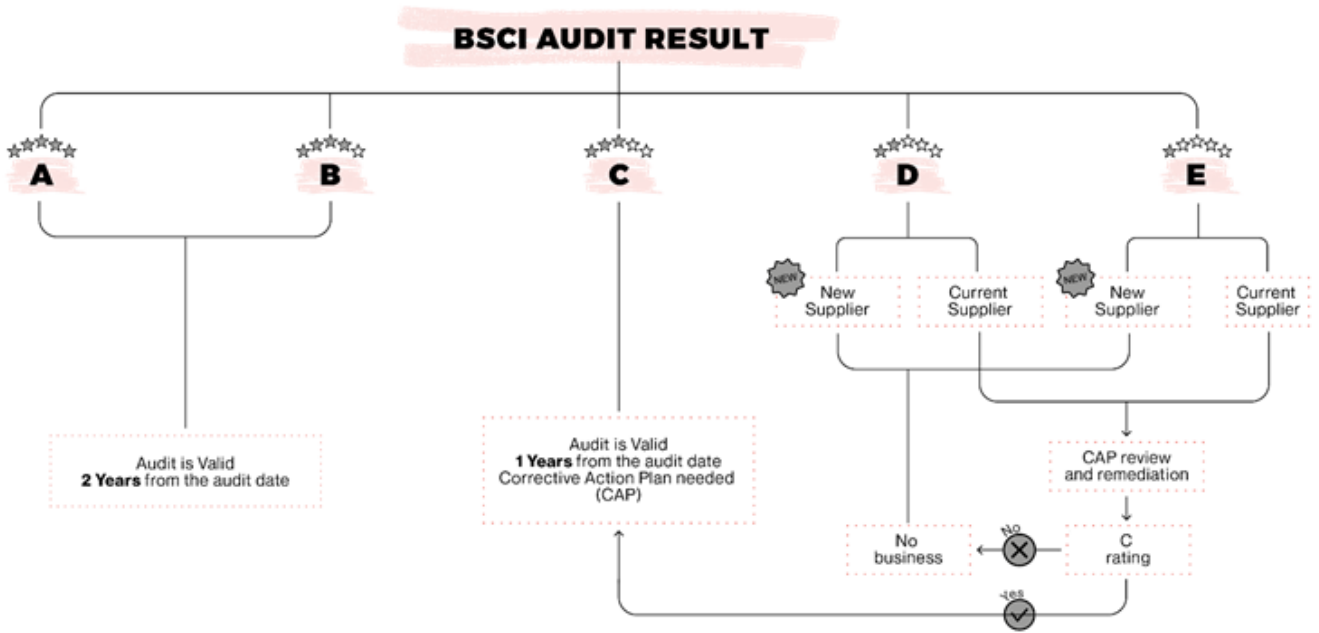 BSCI AUDIT RESULT
A
B
C
D
E
NEW
New
Supplier
Current
Supplier
NEW
New
Supplier
Current
Supplier
Audit is Valid
2 Years from the audit date
Audit is Valid
1 Years from the audit date
Corrective Action Plan needed
(CAP)
CAP review
and remediation
No
business
No
C
rating
Yes